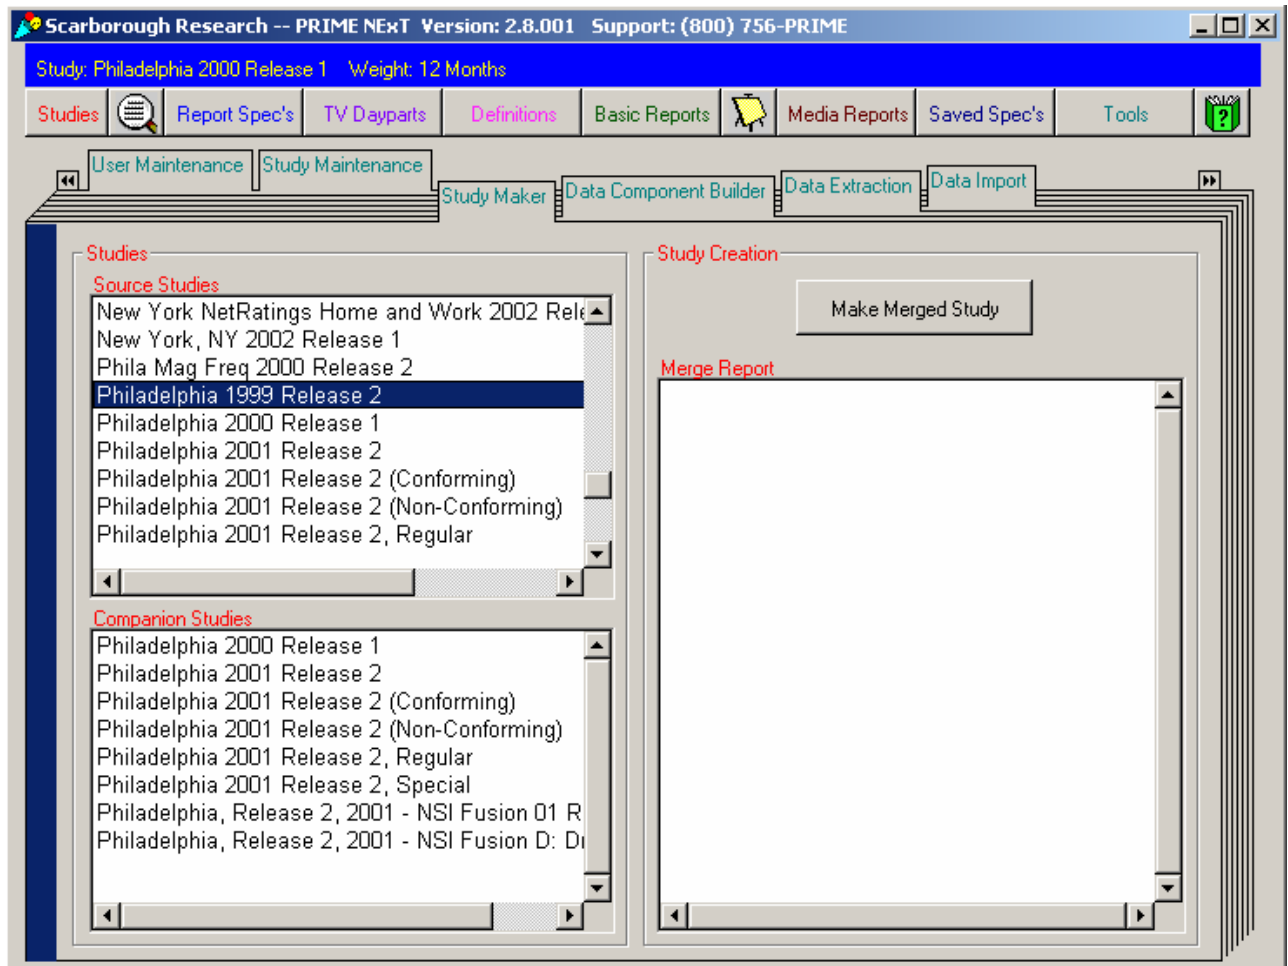 Scarborough Research -- PRIME NExT Version: 2.8.001 Support: (800) 756-PRIME
Study: Philadelphia 2000 Release 1 Weight: 12 Months
Studies Report Spec's TV Dayparts Definitions Basic Reports Media Reports Saved Spec's Tools ?
User Maintenance Study Maintenance
Study Maker Data Component Builder Data Extraction Data Import
Studies
Source Studies
New York NetRatings Home and Work 2002 Rele
New York, NY 2002 Release 1
Phila Mag Freq 2000 Release 2
Philadelphia 1999 Release 2
Philadelphia 2000 Release 1
Philadelphia 2001 Release 2
Philadelphia 2001 Release 2 (Conforming)
Philadelphia 2001 Release 2 (Non-Conforming)
Philadelphia 2001 Release 2, Regular
Companion Studies
Philadelphia 2000 Release 1
Philadelphia 2001 Release 2
Philadelphia 2001 Release 2 (Conforming)
Philadelphia 2001 Release 2 (Non-Conforming)
Philadelphia 2001 Release 2, Regular
Philadelphia 2001 Release 2, Special
Philadelphia, Release 2, 2001 - NSI Fusion 01 R
Philadelphia, Release 2, 2001 - NSI Fusion D: Du
Study Creation
Make Merged Study
Merge Report